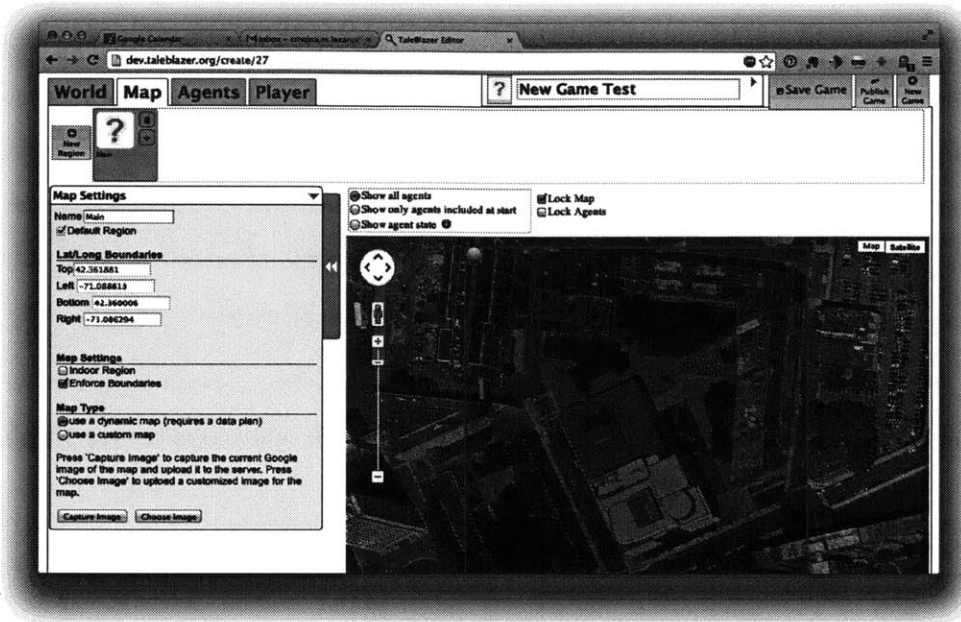 Google Calendar
TaleBlazer Editor
dev.taleblazer.org/create/27
World Map Agents Player
? New Game Test
Save Game
Publish Game
New Game
New Region
?
Main
Map Settings
Name Main
Default Region
Lat/Long Boundaries
Top 42.361881
Left
Bottom 42.360006
Right -71.086294
Map Settings
Indoor Region
Enforce Boundaries
Map Type
use a dynamic map (requires a data plan)
use a custom map
Press 'Capture Image' to capture the current Google
image of the map and upload it to the server. Press
'Choose Image' to upload a customized image for the
map.
Capture Image Choose Image
Show all agents
Show only agents included at start
Show agent state
Lock Map
Lock Agents
Map Satellite